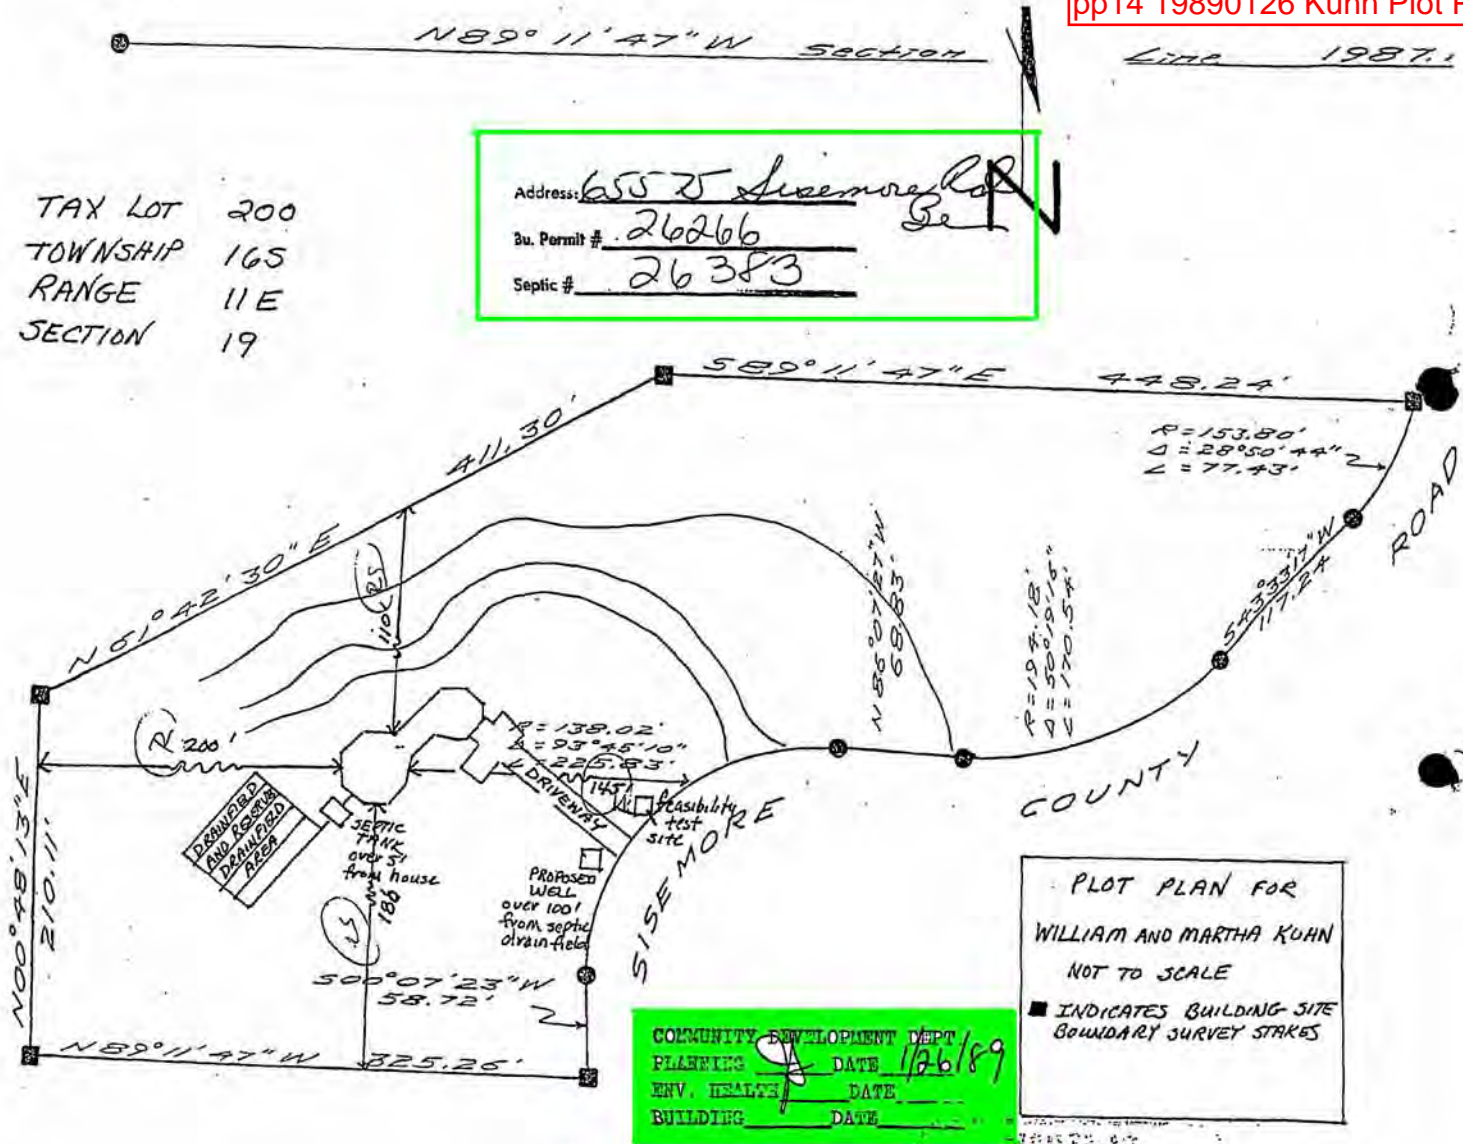 pp14 19890126 Kuhn Plot P
N89° 11' 47" W Section Line 1987.
TAX LOT 200
TOWNSHIP 16S
RANGE 11 E
SECTION 19
Address: 65575 Sisemore Rd
Be
Bu. Permit # 26266
Septic # 26383
N
S89° 11' 47" E 448.24'
411.30'
N 61° 42' 30" E
R=153.80'
Δ = 28°50'44"
L = 77.43'
ROAD
S43°33'17"W
117.24
N 86° 07' 27" W
68.83'
R=194.18'
Δ=50°19'16"
L=170.54'
COUNTY
SISEMORE
110'
R 200'
R=138.02'
Δ=93°45'10"
L=225.83'
145'
DRIVEWAY
feasibility
test
site
DRAINFIELD
AND RESERVE
DRAINFIELD
AREA
SEPTIC
TANK
over 5'
from house
186'
PROPOSED
WELL
over 100'
from septic
drainfield
N00° 48' 13" E
210.11'
S00° 07' 23" W
58.72'
N89° 11' 47" W 325.26'
COMMUNITY DEVELOPMENT DEPT
PLANNING DATE 1/26/89
ENV. HEALTH DATE
BUILDING DATE
PLOT PLAN FOR
WILLIAM AND MARTHA KUHN
NOT TO SCALE
INDICATES BUILDING SITE
BOUNDARY SURVEY STAKES